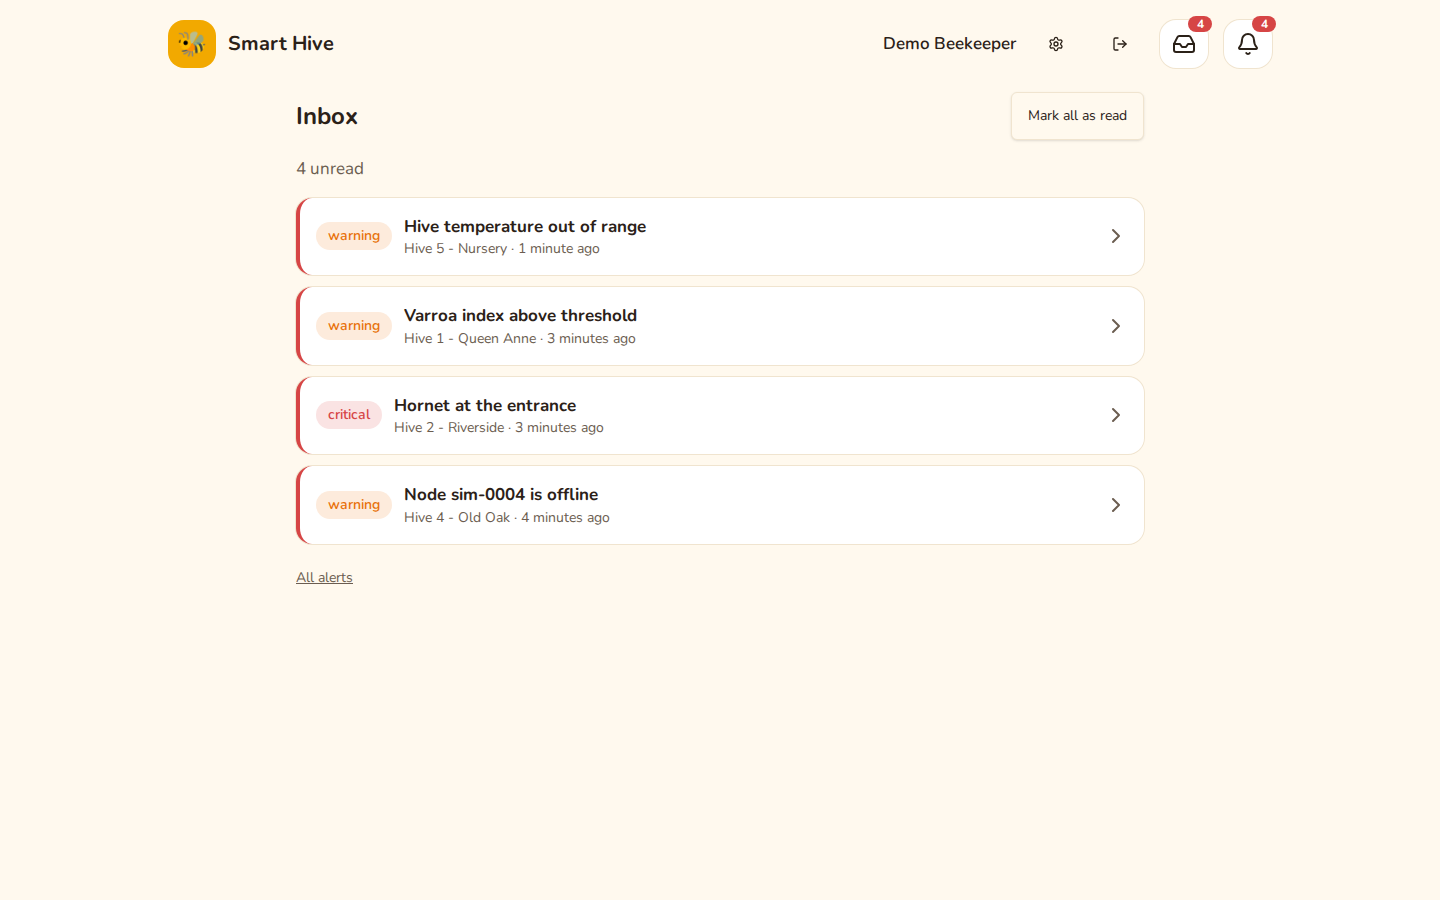 Smart Hive
Demo Beekeeper
4
4
Inbox
Mark all as read
4 unread
warning
Hive temperature out of range
Hive 5 - Nursery · 1 minute ago
warning
Varroa index above threshold
Hive 1 - Queen Anne · 3 minutes ago
critical
Hornet at the entrance
Hive 2 - Riverside · 3 minutes ago
warning
Node sim-0004 is offline
Hive 4 - Old Oak · 4 minutes ago
All alerts